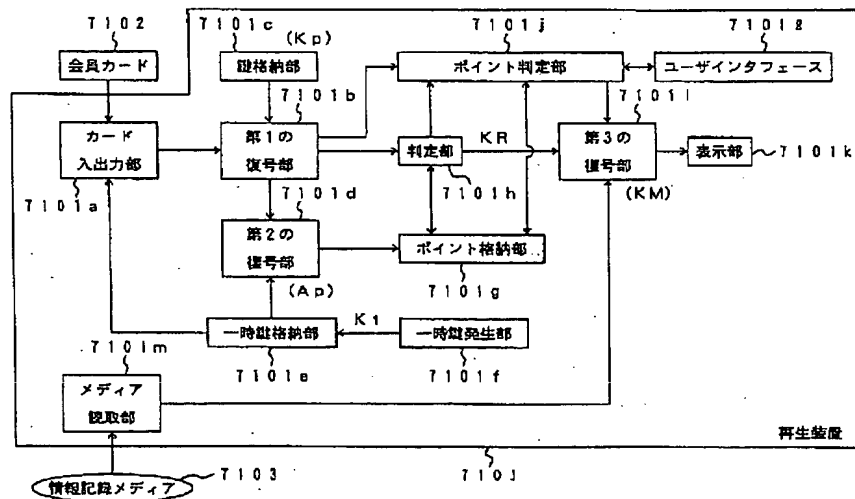 7102
7101c
(Kp)
7101j
7101g
会員カード
鍵格納部
ポイント判定部
ユーザインタフェース
7101b
7101l
カード
入出力部
第1の
復号部
判定部
KR
第3の
復号部
表示部
7101a
7101d
7101h
(KM)
7101k
第2の
復号部
ポイント格納部
(Ap)
7101g
一時鍵格納部
Kt
一時鍵発生部
7101m
7101e
7101f
メディア
読取部
再生装置
情報記録メディア
7103
7101